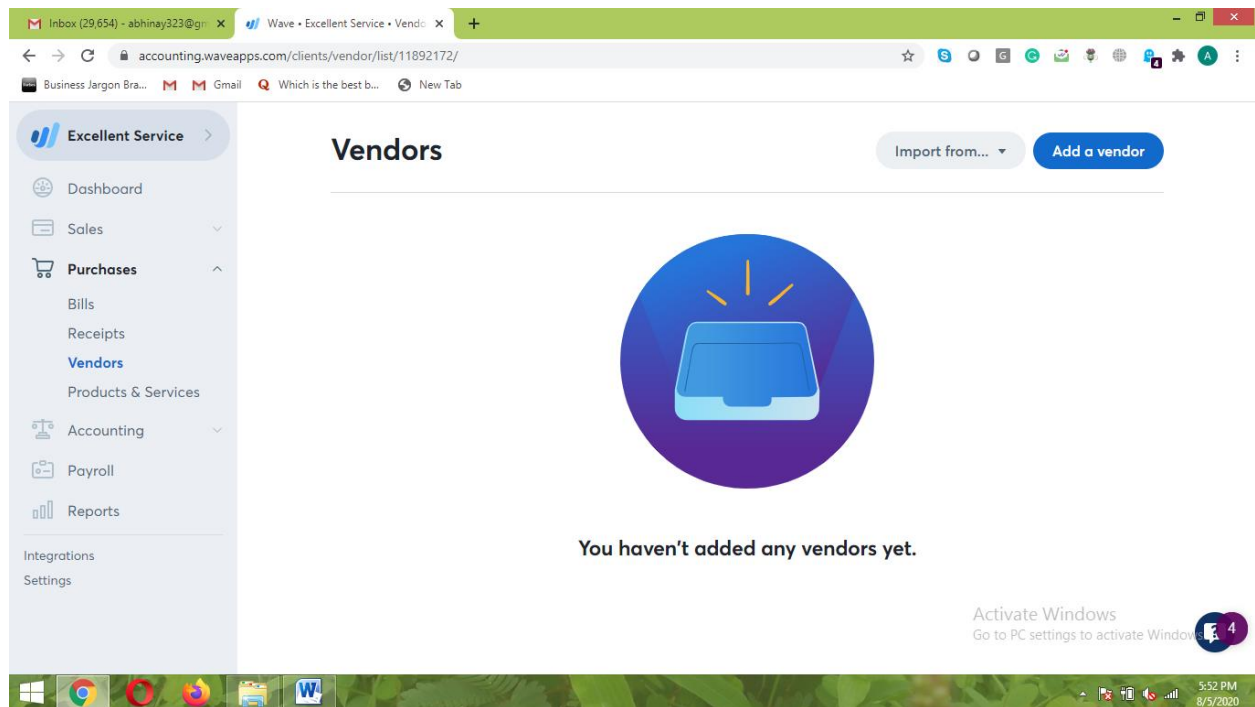 Inbox (29,654) - abhinay323@gm
Wave • Excellent Service • Vendo
accounting.waveapps.com/clients/vendor/list/11892172/
Business Jargon Bra...
Gmail
Which is the best b...
New Tab
Excellent Service
Vendors
Import from...
Add a vendor
Dashboard
Sales
Purchases
Bills
Receipts
Vendors
Products & Services
Accounting
Payroll
Reports
Integrations
Settings
You haven't added any vendors yet.
Activate Windows
Go to PC settings to activate Windows
4
5:52 PM
8/5/2020